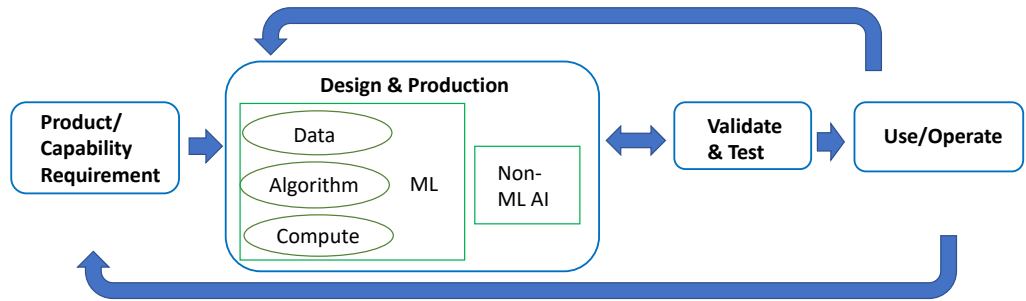 Product/
Capability
Requirement
Design & Production
Data
Algorithm
Compute
ML
Non-
ML AI
Validate
& Test
Use/Operate